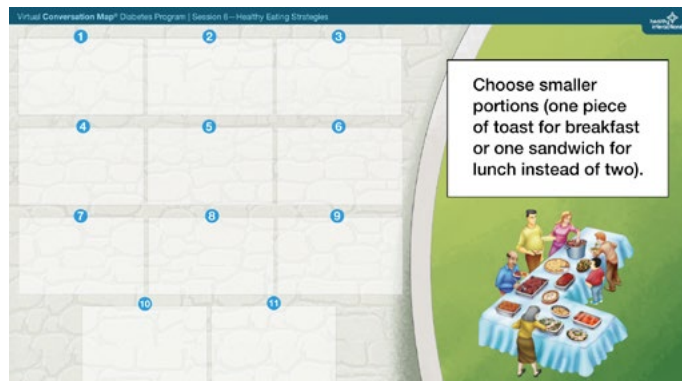 Virtual Conversation Map® Diabetes Program | Session 6—Healthy Eating Strategies
healthy
interactions
1
2
3
Choose smaller
portions (one piece
of toast for breakfast
or one sandwich for
lunch instead of two).
4
5
6
7
8
9
10
11